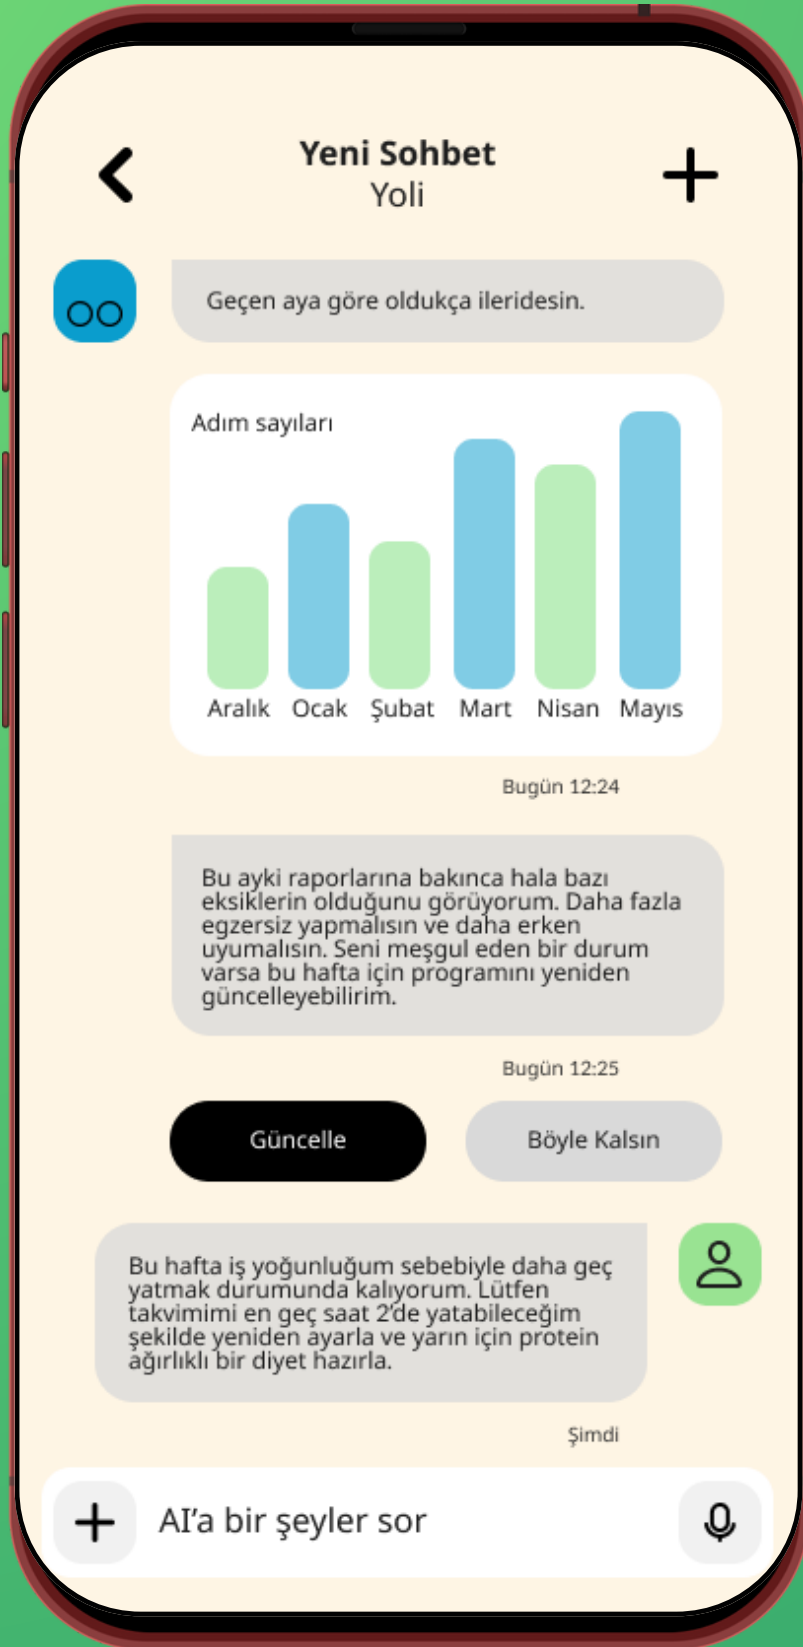 Yeni Sohbet
Yoli
Geçen aya göre oldukça ileridesin.
Adım sayıları
Aralık Ocak Şubat Mart Nisan Mayıs
Bugün 12:24
Bu ayki raporlarına bakınca hala bazı
eksiklerin olduğunu görüyorum. Daha fazla
egzersiz yapmalısın ve daha erken
uyumalısın. Seni meşgul eden bir durum
varsa bu hafta için programını yeniden
güncelleyebilirim.
Bugün 12:25
Güncelle
Böyle Kalsın
Bu hafta iş yoğunluğum sebebiyle daha geç
yatmak durumunda kalıyorum. Lütfen
takvimimi en geç saat 2’de yatabileceğim
şekilde yeniden ayarla ve yarın için protein
ağırlıklı bir diyet hazırla.
Şimdi
AI’a bir şeyler sor